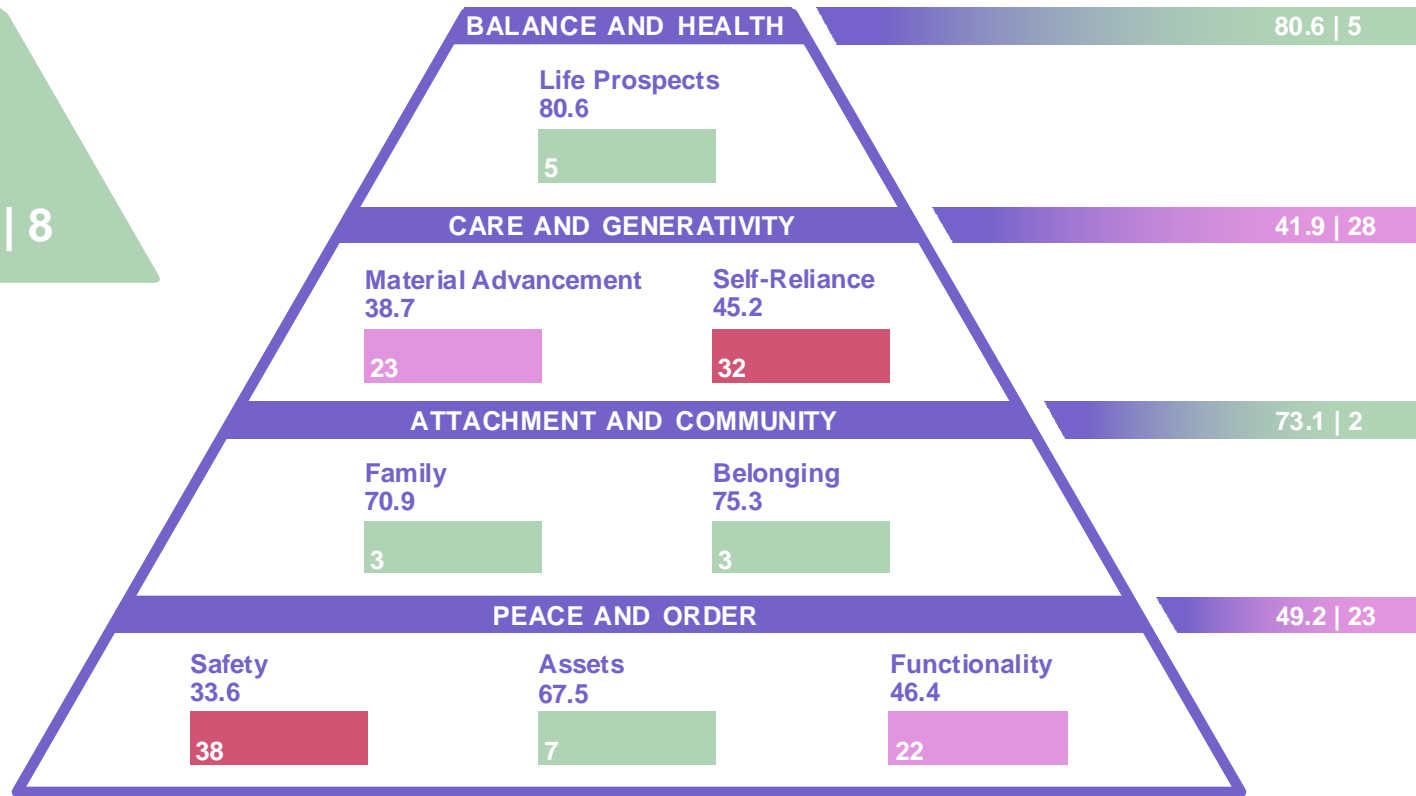 BALANCE AND HEALTH
80.6 | 5
Life Prospects
80.6
5
| 8
CARE AND GENERATIVITY
41.9 | 28
Material Advancement
38.7
23
Self-Reliance
45.2
32
ATTACHMENT AND COMMUNITY
73.1 | 2
Family
70.9
3
Belonging
75.3
3
PEACE AND ORDER
49.2 | 23
Safety
33.6
38
Assets
67.5
7
Functionality
46.4
22